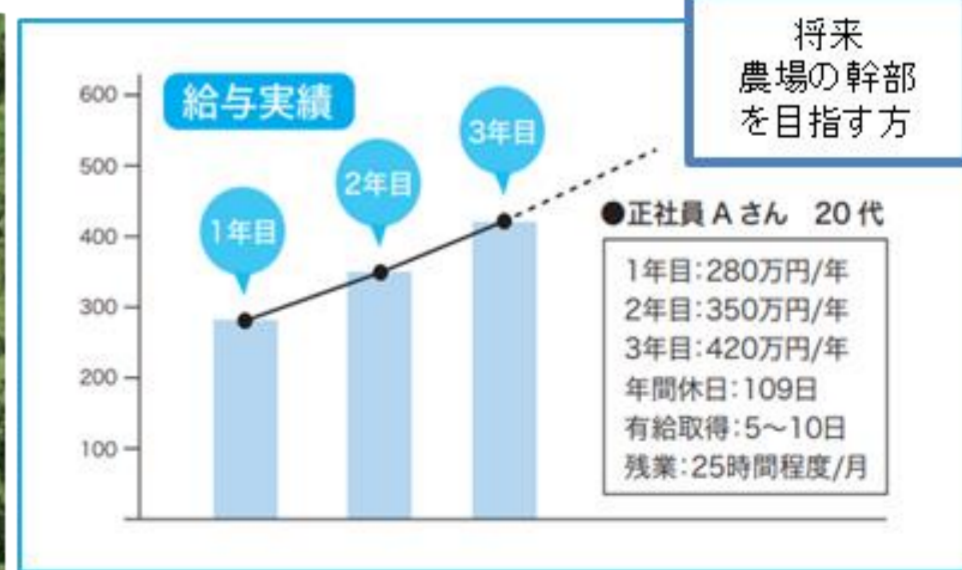 将来
農場の幹部
を目指す方
給与実績
600
500
400
300
200
100
1年目
2年目
3年目
●正社員 A さん 20 代
1年目:280万円/年
2年目:350万円/年
3年目:420万円/年
年間休日:109日
有給取得:5〜10日
残業:25時間程度/月